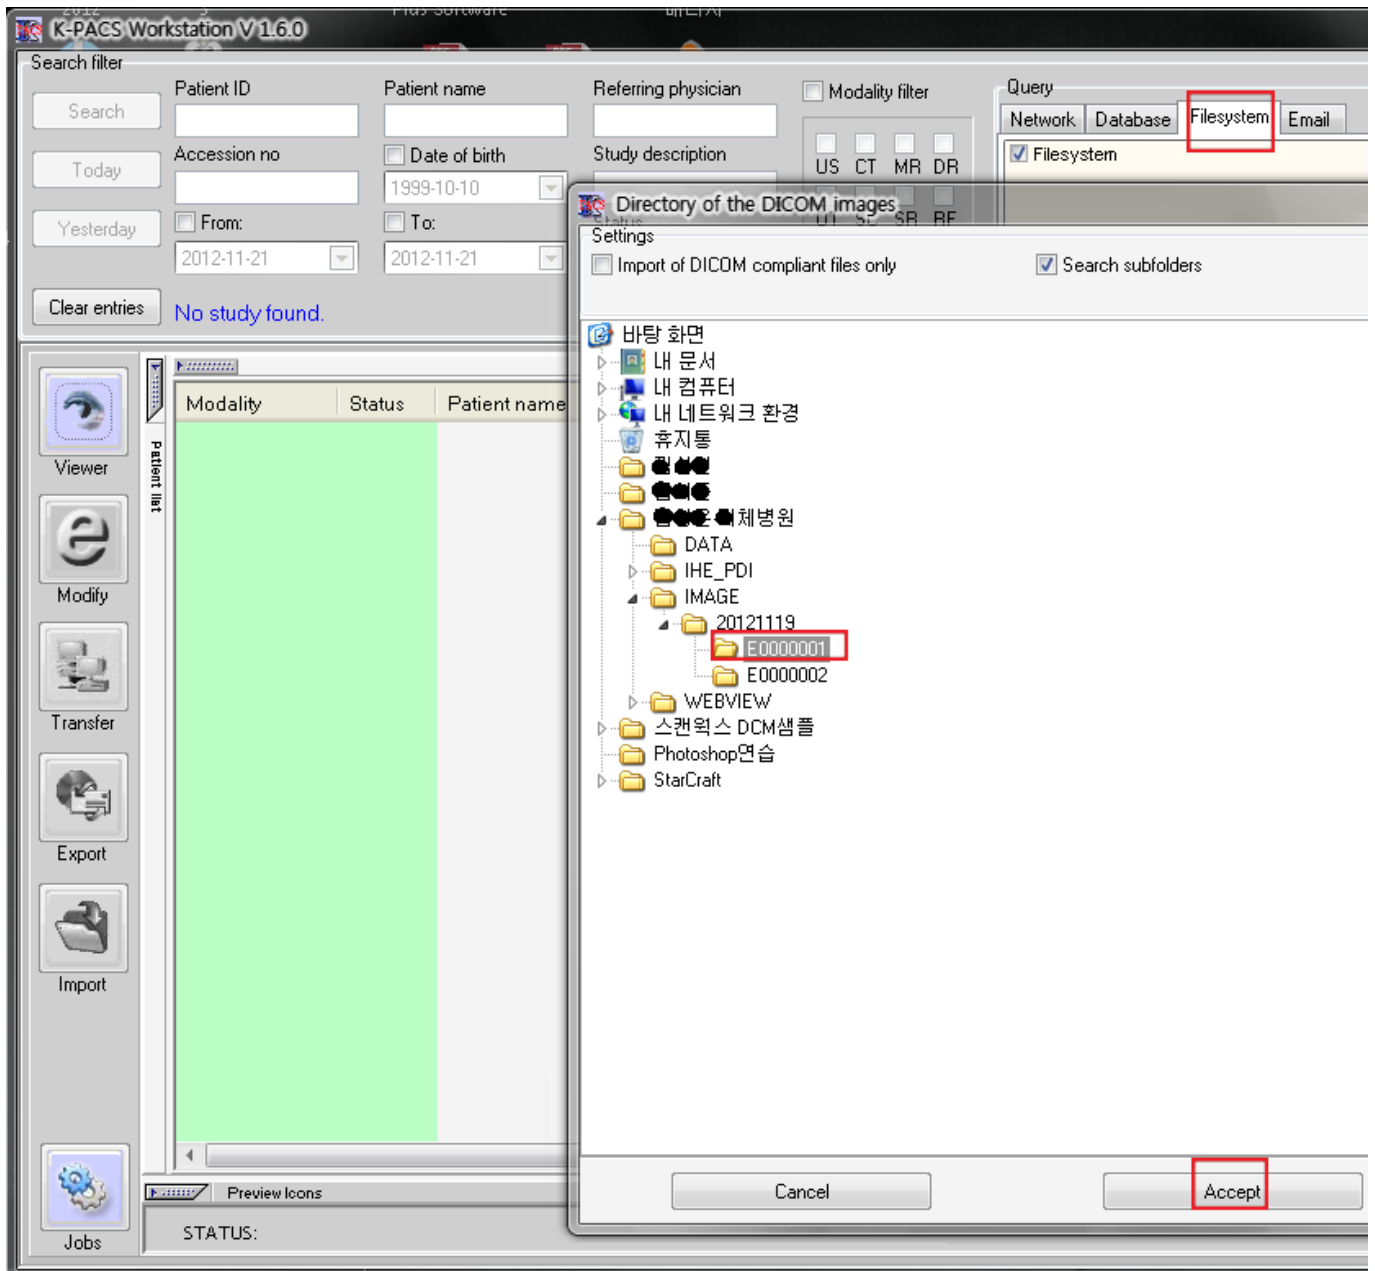 K-PACS Workstation V 1.6.0
Search filter
Patient ID
Patient name
Referring physician
Modality filter
Query
Search
Network
Database
Filesystem
Email
Accession no
Date of birth
Study description
US CT MR DR
Filesystem
Today
1999-10-10
Directory of the DICOM images
Yesterday
From:
To:
Status
OT SC SR RF
Settings
2012-11-21
2012-11-21
Import of DICOM compliant files only
Search subfolders
Clear entries
No study found.
바탕 화면
내 문서
내 컴퓨터
내 네트워크 환경
휴지통
체병원
DATA
IHE_PDI
IMAGE
20121119
E0000001
E0000002
WEBVIEW
스캔웍스 DCM샘플
Photoshop연습
StarCraft
Modality
Status
Patient name
Patient list
Viewer
Modify
Transfer
Export
Import
Jobs
Preview Icons
STATUS:
Cancel
Accept